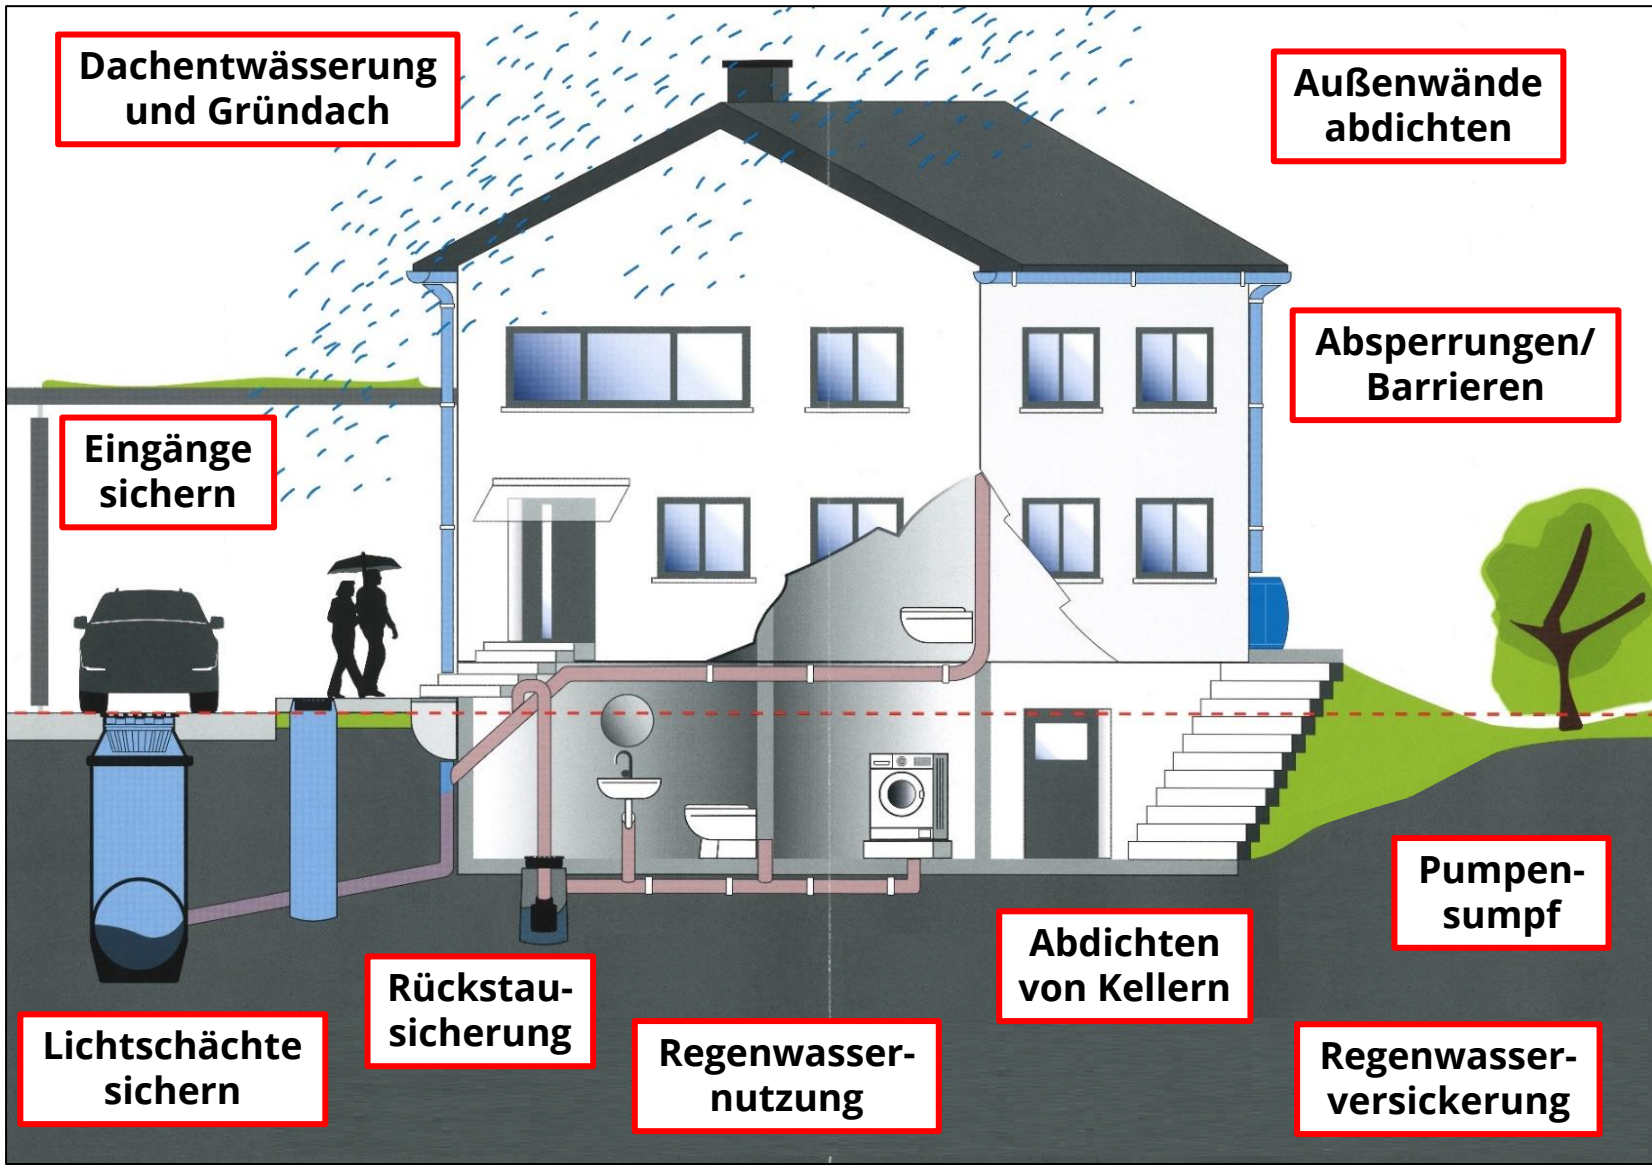 Dachentwässerung
und Gründach
Außenwände
abdichten
Absperrungen/
Barrieren
Eingänge
sichern
Pumpen-
sumpf
Abdichten
von Kellern
Rückstau-
sicherung
Lichtschächte
sichern
Regenwasser-
nutzung
Regenwasser-
versickerung